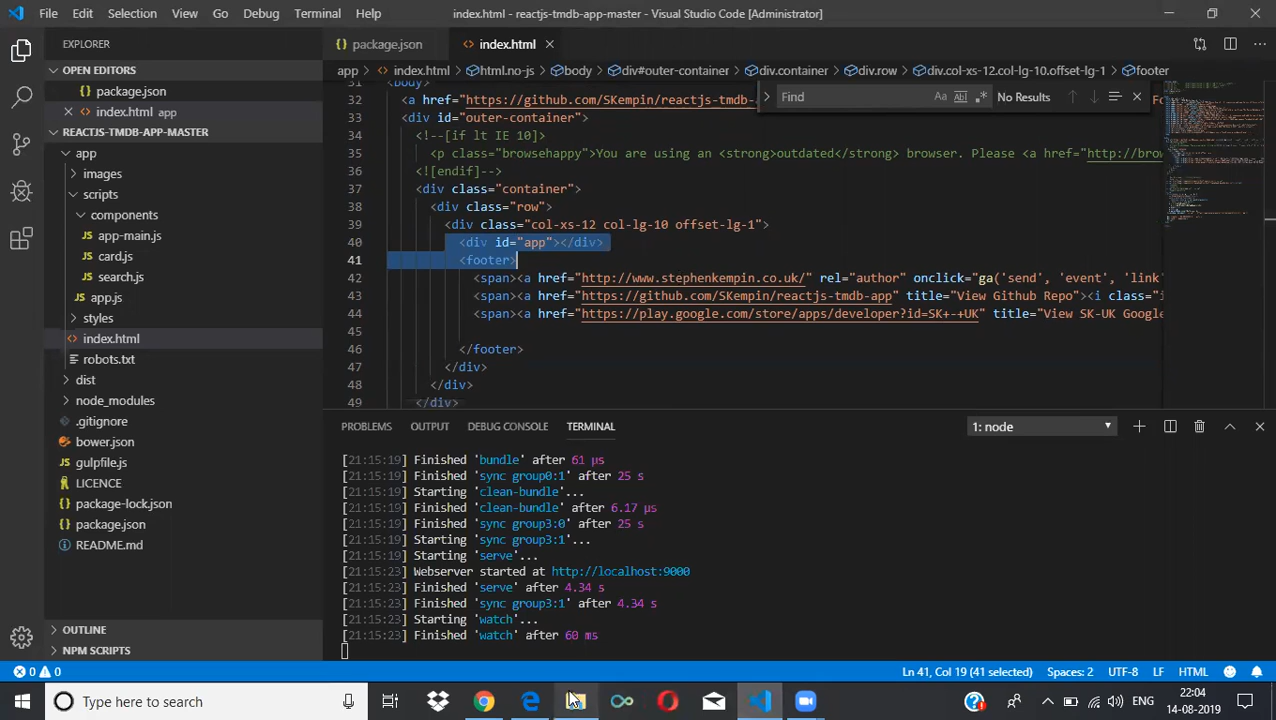 File Edit Selection View Go Debug Terminal Help
index.html - reactjs-tmdb-app-master - Visual Studio Code [Administrator]
EXPLORER
OPEN EDITORS
package.json
index.html app
REACTJS-TMDB-APP-MASTER
app
images
scripts
components
app-main.js
card.js
search.js
app.js
styles
index.html
robots.txt
dist
node_modules
.gitignore
bower.json
gulpfile.js
LICENCE
package-lock.json
package.json
README.md
OUTLINE
NPM SCRIPTS
package.json index.html
app > index.html > html.no-js > body > div#outer-container > div.container > div.row > div.col-xs-12.col-lg-10.offset-lg-1 > footer
Find Aa Abl No Results
31 <body>
32 <a href="https://github.com/SKempin/reactjs-tmdb-
33 <div id="outer-container">
34 <!--[if lt IE 10]>
35 <p class="browsehappy">You are using an <strong>outdated</strong> browser. Please <a href="http://brow
36 <![endif]-->
37 <div class="container">
38 <div class="row">
39 <div class="col-xs-12 col-lg-10 offset-lg-1">
40 <div id="app"></div>
41 <footer>
42 <span><a href="http://www.stephenkempin.co.uk/" rel="author" onclick="ga('send', 'event', 'link'
43 <span><a href="https://github.com/SKempin/reactjs-tmdb-app" title="View Github Repo"><i class="i
44 <span><a href="https://play.google.com/store/apps/developer?id=SK+-+UK" title="View SK-UK Google
45
46 </footer>
47 </div>
48 </div>
49 </div>
PROBLEMS OUTPUT DEBUG CONSOLE TERMINAL 1: node
[21:15:19] Finished 'bundle' after 61 μs
[21:15:19] Finished 'sync group0:1' after 25 s
[21:15:19] Starting 'clean-bundle'...
[21:15:19] Finished 'clean-bundle' after 6.17 μs
[21:15:19] Finished 'sync group3:0' after 25 s
[21:15:19] Starting 'sync group3:1'...
[21:15:19] Starting 'serve'...
[21:15:23] Webserver started at http://localhost:9000
[21:15:23] Finished 'serve' after 4.34 s
[21:15:23] Finished 'sync group3:1' after 4.34 s
[21:15:23] Starting 'watch'...
[21:15:23] Finished 'watch' after 60 ms
0 0
Ln 41, Col 19 (41 selected) Spaces: 2 UTF-8 LF HTML
Type here to search
ENG 22:04
14-08-2019